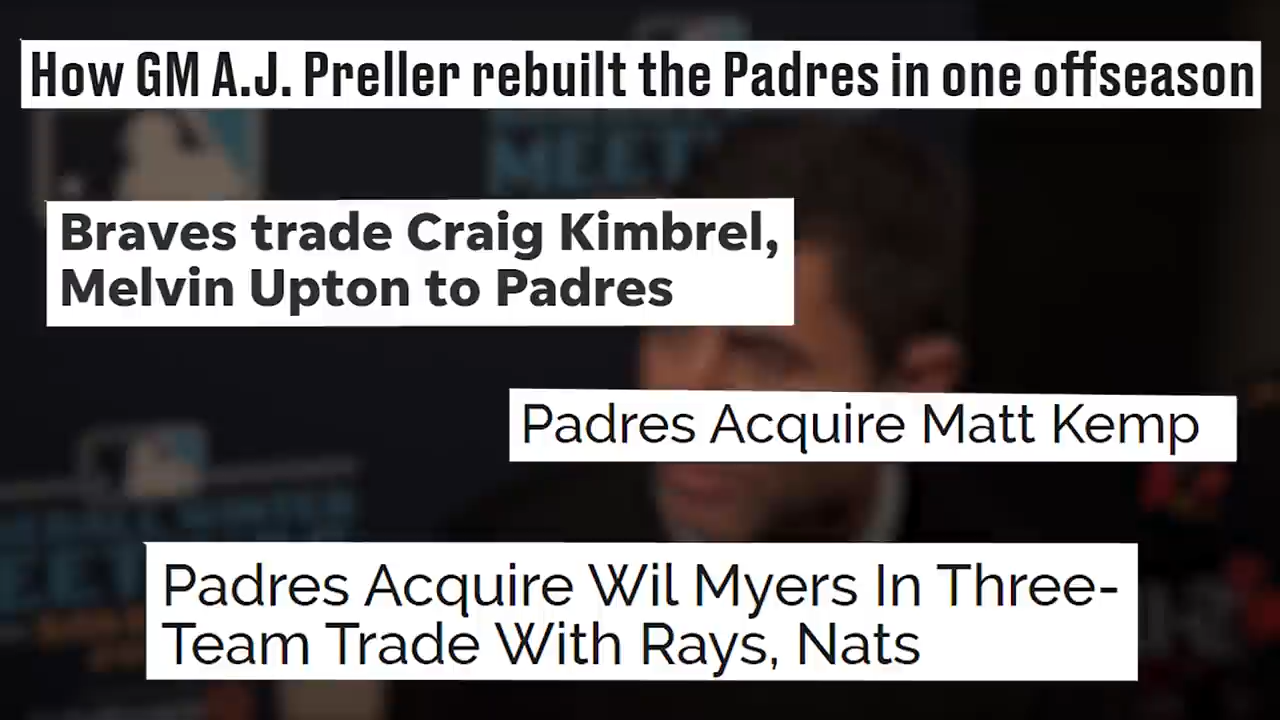 How GM A.J. Preller rebuilt the Padres in one offseason
Braves trade Craig Kimbrel,
Melvin Upton to Padres
Padres Acquire Matt Kemp
Padres Acquire Wil Myers In Three-
Team Trade With Rays, Nats